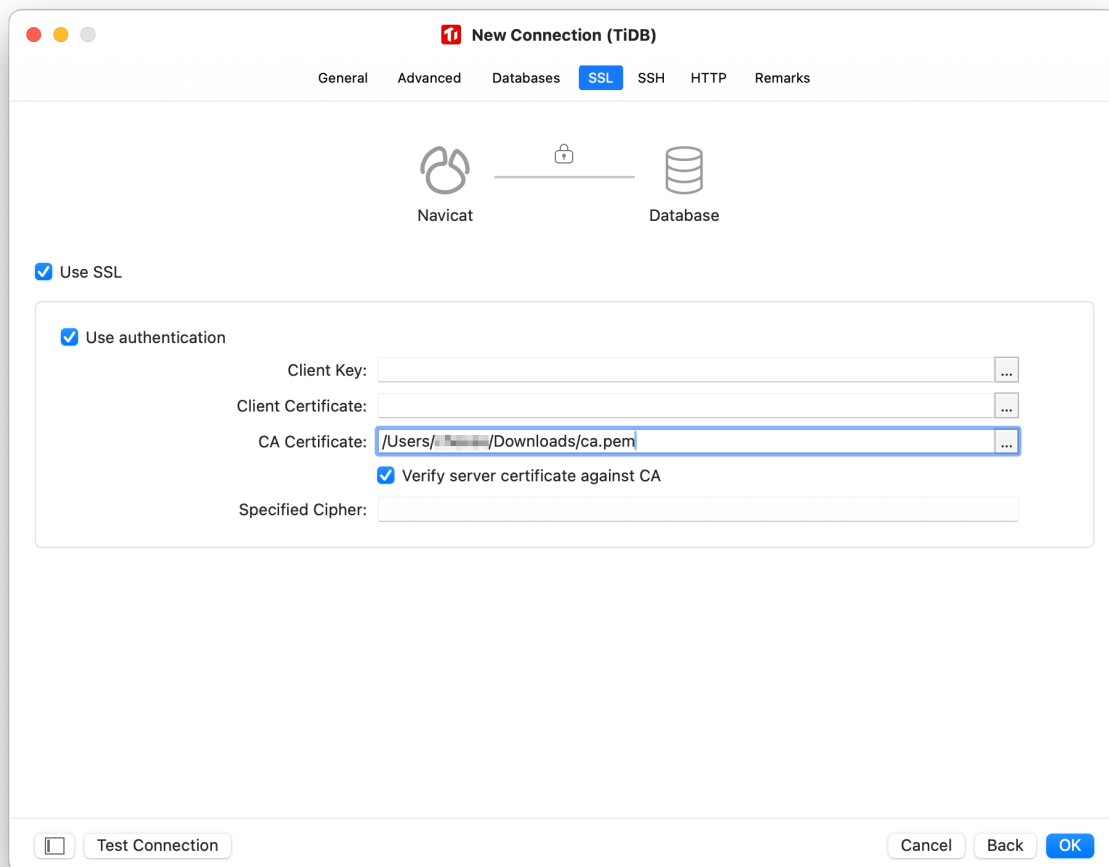 New Connection (TiDB)
General Advanced Databases SSL SSH HTTP Remarks
Navicat Database
Use SSL
Use authentication
Client Key: ...
Client Certificate: ...
CA Certificate: /Users/ /Downloads/ca.pem ...
Verify server certificate against CA
Specified Cipher:
Test Connection Cancel Back OK